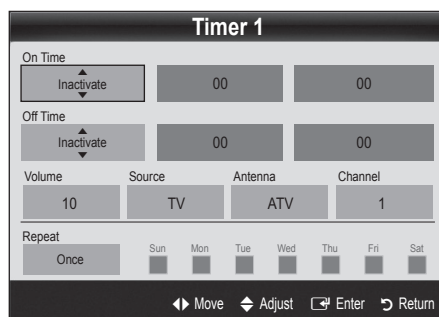 Timer 1
On Time
Inactivate 00 00
Off Time
Inactivate 00 00
Volume Source Antenna Channel
10 TV ATV 1
Repeat
Once Sun Mon Tue Wed Thu Fri Sat
Move Adjust Enter Return